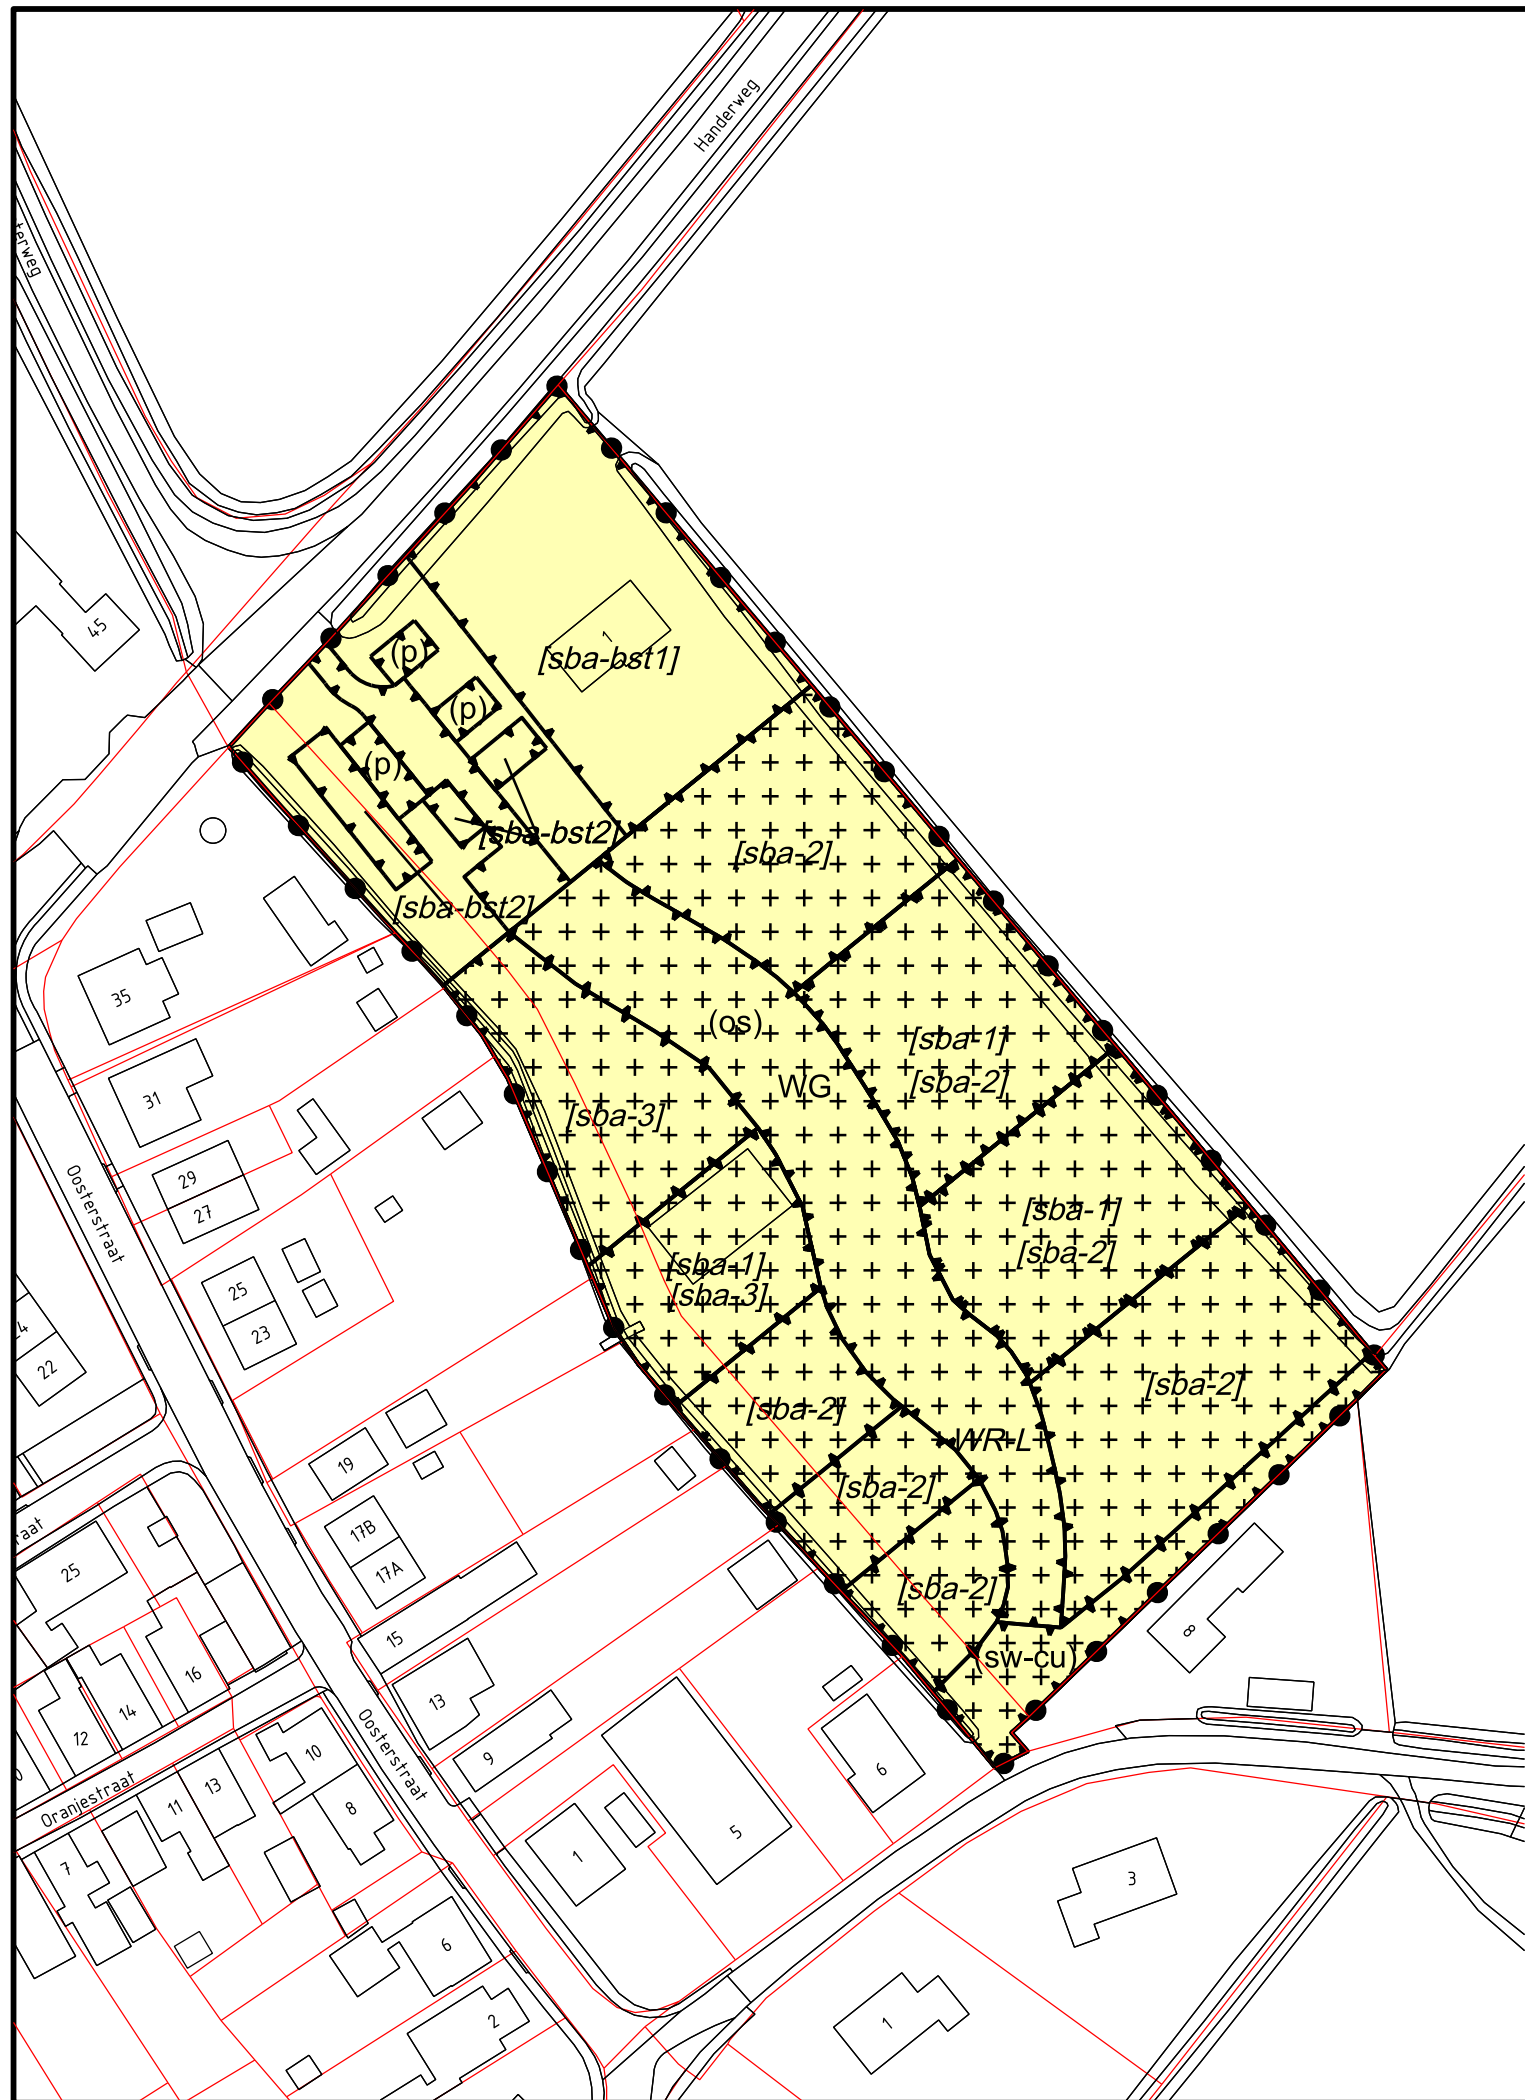 Handerweg
terweg
45
1
[sba-bst1]
(p)
(p)
(p)
[sba-bst2]
[sba-2]
[sba-bst2]
35
(os)
[sba-1]
WG
[sba-2]
31
[sba-3]
Oosterstraat
29
27
[sba-1]
[sba-2]
[sba-1]
[sba-3]
25
23
22
[sba-2]
[sba-2]
WR-L
19
[sba-2]
17B
17A
raat
25
[sba-2]
8
15
(sw-cu)
16
14
13
12
Oosterstraat
10
9
6
Oranjestraat
13
11
8
5
7
1
3
6
2
1